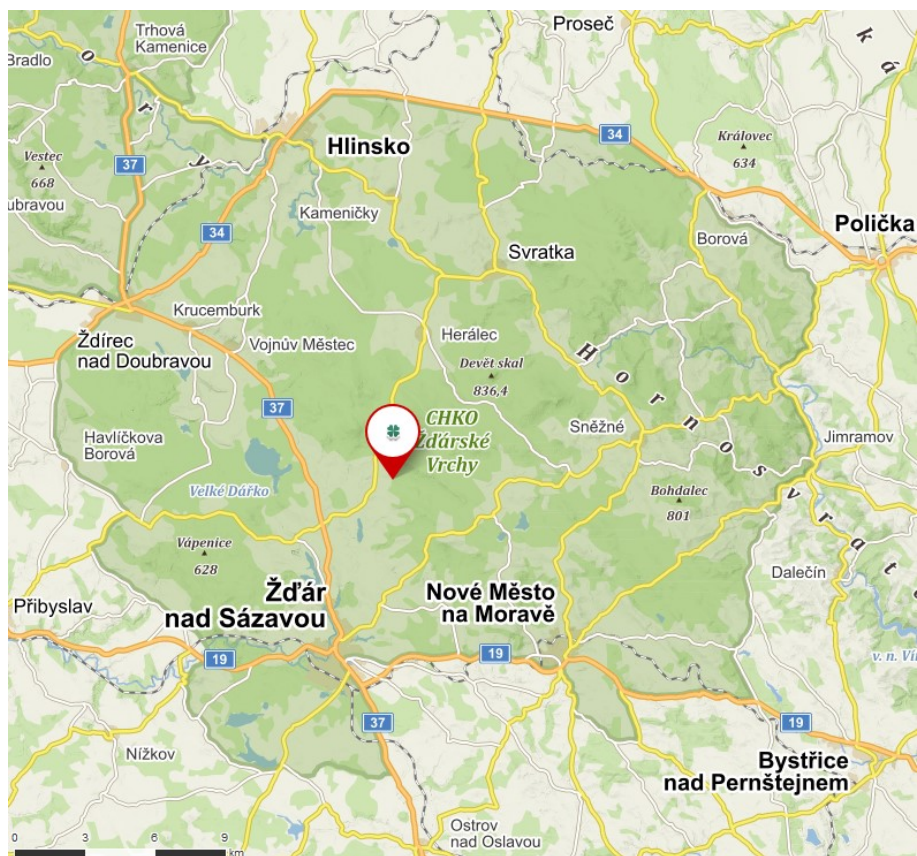 Trhová
Kamenice
Proseč
Bradlo
o
r
y
k
á
34
Královec
634
Hlinsko
37
Vestec
668
oubravou
Kameničky
34
Svratka
Borová
Polička
Krucemburk
Ždírec
nad Doubravou
Vojnův Městec
Herálec
Devět skal
836,4
H
o
r
n
o
s
v
r
a
t
37
CHKO
Žďárské
Vrchy
Sněžné
Jimramov
Havlíčkova
Borová
Velké Dářko
Bohdalec
801
Vápenice
628
Dalečín
Žďár
nad Sázavou
Nové Město
na Moravě
Přibyslav
19
19
v. n. Vír
37
19
Nížkov
Bystřice
nad Pernštejnem
Ostrov
nad Oslavou
0 3 6 9
km